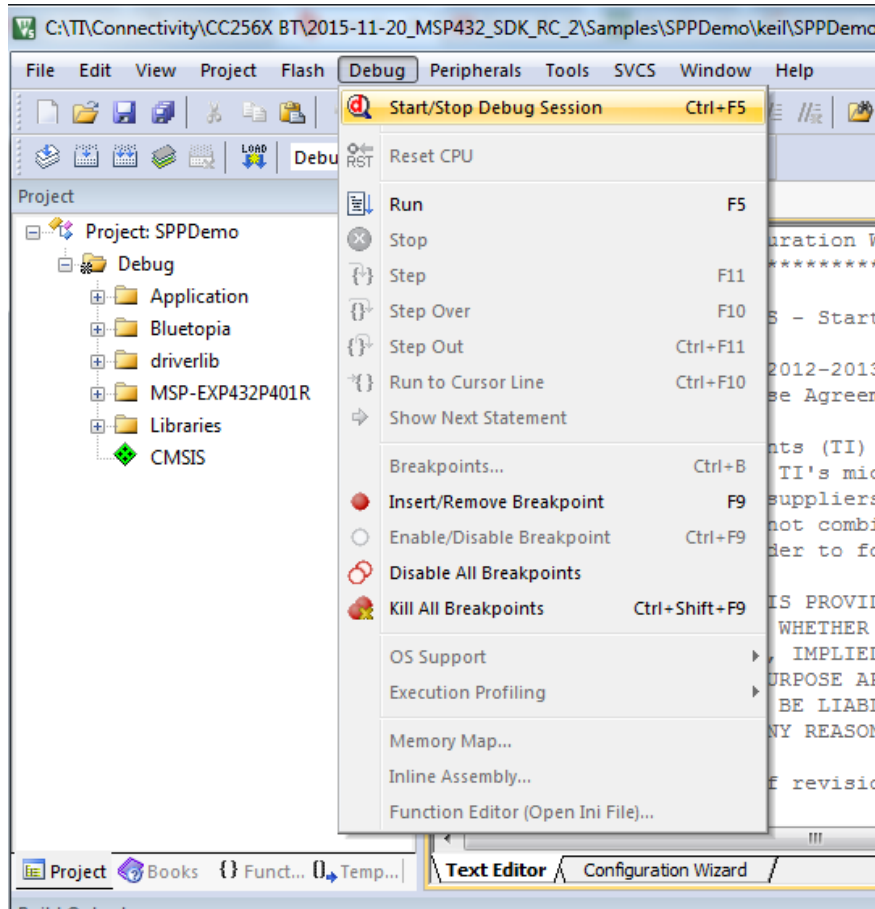 C:\TI\Connectivity\CC256X BT\2015-11-20_MSP432_SDK_RC_2\Samples\SPPDemo\keil\SPPDemo
File Edit View Project Flash Debug Peripherals Tools SVCS Window Help
LOAD
Debu
Project
Project: SPPDemo
Debug
Application
Bluetopia
driverlib
MSP-EXP432P401R
Libraries
CMSIS
Start/Stop Debug Session Ctrl+F5
RST Reset CPU
Run F5
Stop
Step F11
Step Over F10
Step Out Ctrl+F11
Run to Cursor Line Ctrl+F10
Show Next Statement
Breakpoints... Ctrl+B
Insert/Remove Breakpoint F9
Enable/Disable Breakpoint Ctrl+F9
Disable All Breakpoints
Kill All Breakpoints Ctrl+Shift+F9
OS Support
Execution Profiling
Memory Map...
Inline Assembly...
Function Editor (Open Ini File)...
uration W
*********
S - Start
2012-2013
se Agreem
nts (TI)
TI's mic
suppliers
not combi
der to fo
IS PROVID
WHETHER
, IMPLIED
URPOSE AP
BE LIABL
NY REASON
f revisio
Project Books {} Funct... Temp...
Text Editor Configuration Wizard